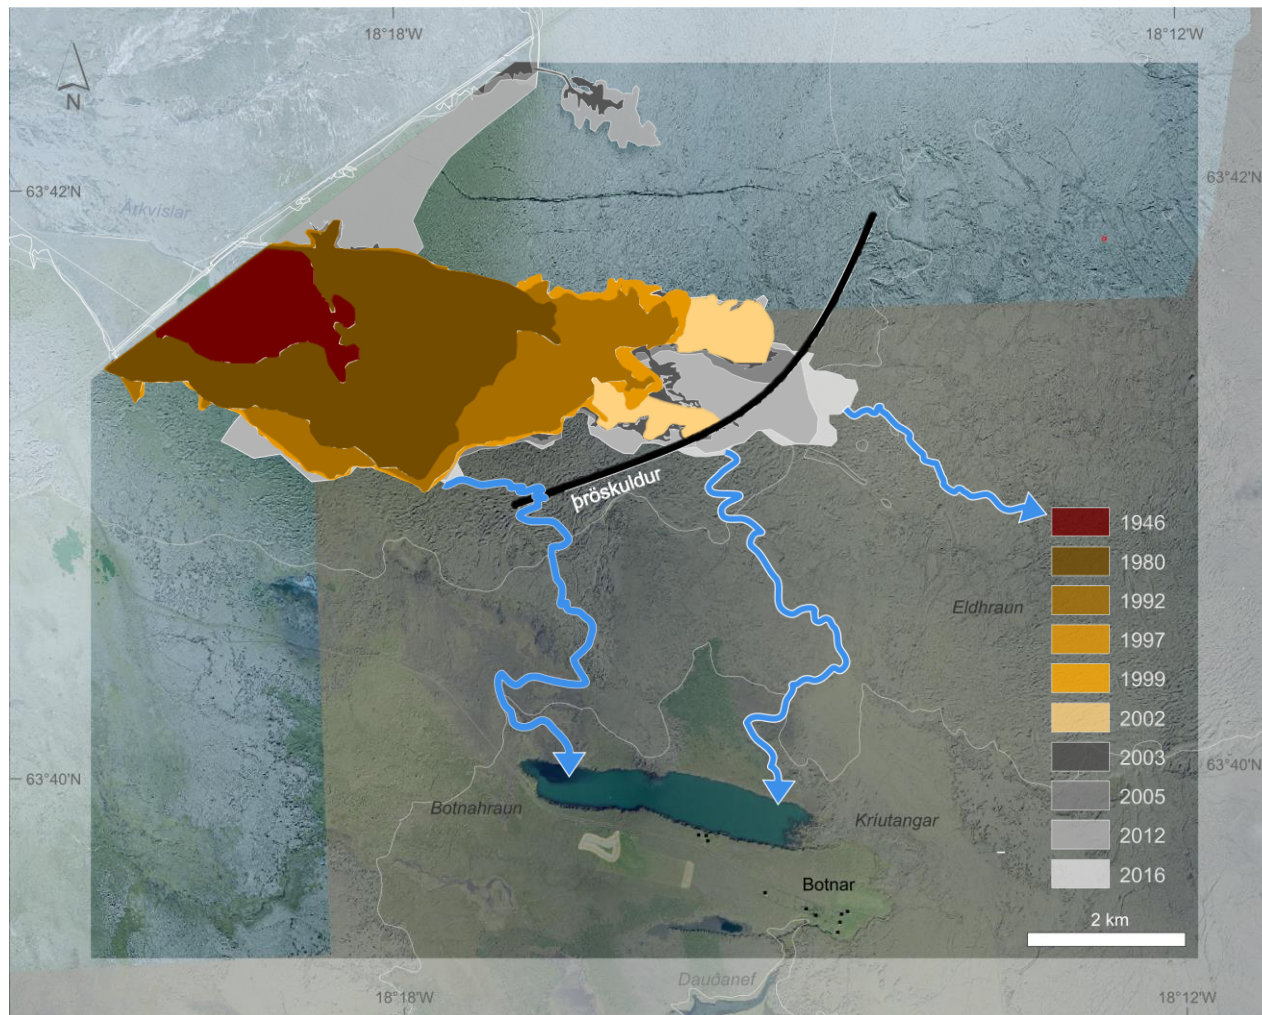 18°18'W
18°12'W
N
63°42'N
63°42'N
Árkvíslar
þröskuldur
1946
1980
1992
1997
1999
2002
2003
2005
2012
2016
Eldhraun
63°40'N
63°40'N
Botnahraun
Kriutangar
Botnar
2 km
Dauðanef
18°18'W
18°12'W